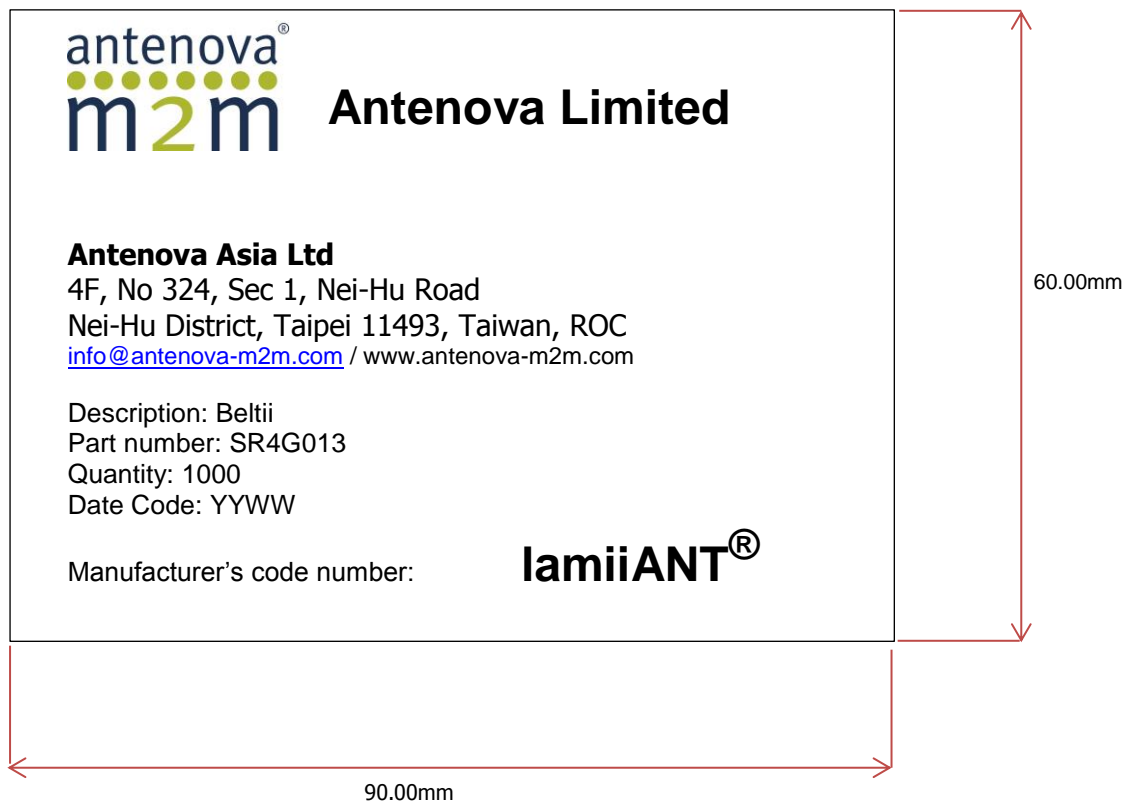 antenova®
m2m
Antenova Limited
Antenova Asia Ltd
4F, No 324, Sec 1, Nei-Hu Road
Nei-Hu District, Taipei 11493, Taiwan, ROC
info@antenova-m2m.com / www.antenova-m2m.com
Description: Beltii
Part number: SR4G013
Quantity: 1000
Date Code: YYWW
Manufacturer’s code number: lamiiANT®
60.00mm
90.00mm